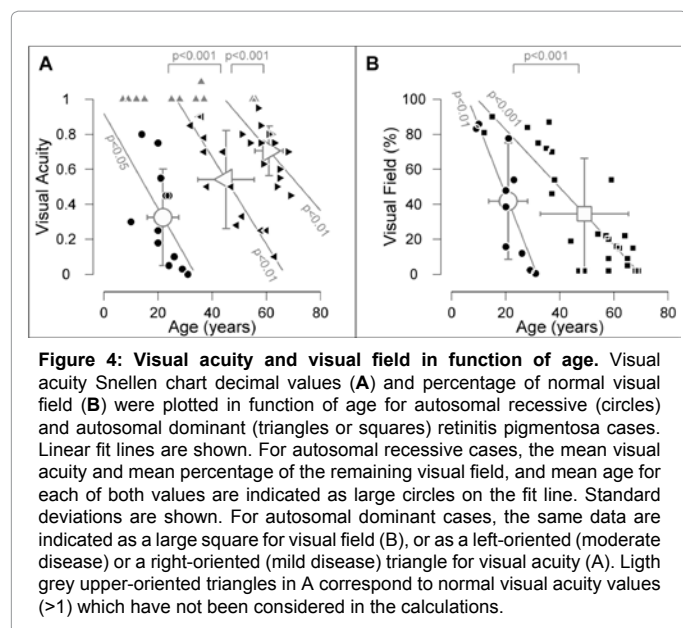 p<0.001 p<0.001
A
p<0.001
B
Visual Acuity
1
0.8
0.6
0.4
0.2
0
p<0.05
p<0.01
p<0.01
0 20 40 60 80
Age (years)
Visual Field (%)
100
80
60
40
20
0
p<0.01
p<0.001
0 20 40 60 80
Age (years)
Figure 4: Visual acuity and visual field in function of age. Visual
acuity Snellen chart decimal values (A) and percentage of normal visual
field (B) were plotted in function of age for autosomal recessive (circles)
and autosomal dominant (triangles or squares) retinitis pigmentosa cases.
Linear fit lines are shown. For autosomal recessive cases, the mean visual
acuity and mean percentage of the remaining visual field, and mean age for
each of both values are indicated as large circles on the fit line. Standard
deviations are shown. For autosomal dominant cases, the same data are
indicated as a large square for visual field (B), or as a left-oriented (moderate
disease) or a right-oriented (mild disease) triangle for visual acuity (A). Ligth
grey upper-oriented triangles in A correspond to normal visual acuity values
(>1) which have not been considered in the calculations.